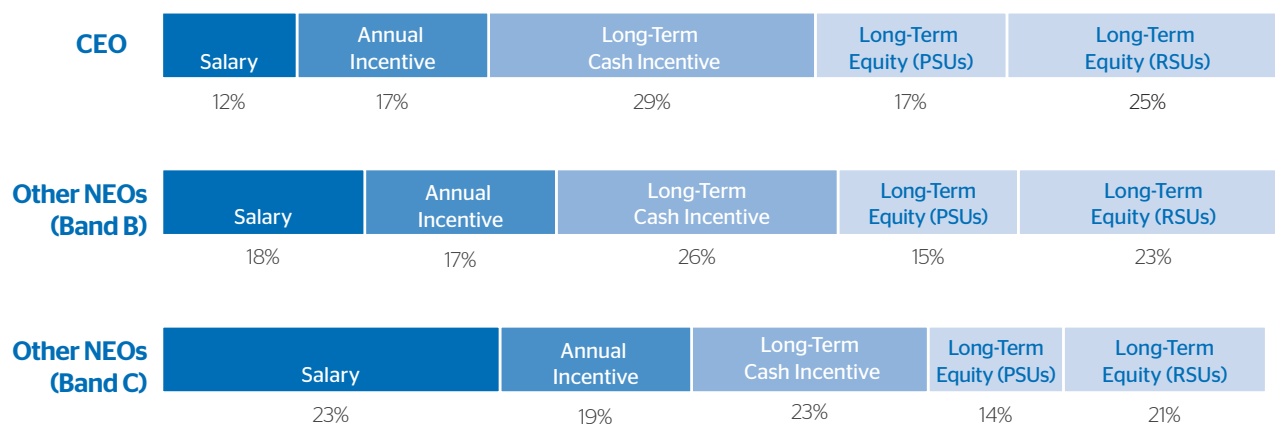 CEO
Salary
Annual
Incentive
Long-Term
Cash Incentive
Long-Term
Equity (PSUs)
Long-Term
Equity (RSUs)
12%
17%
29%
17%
25%
Other NEOs
(Band B)
Salary
Annual
Incentive
Long-Term
Cash Incentive
Long-Term
Equity (PSUs)
Long-Term
Equity (RSUs)
18%
17%
26%
15%
23%
Other NEOs
(Band C)
Salary
Annual
Incentive
Long-Term
Cash Incentive
Long-Term
Equity (PSUs)
Long-Term
Equity (RSUs)
23%
19%
23%
14%
21%